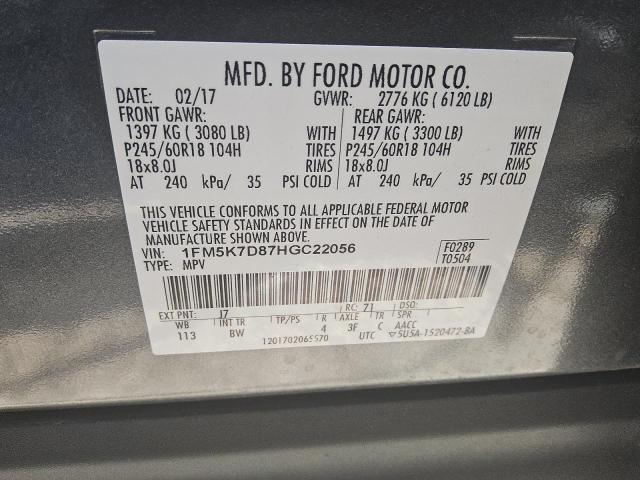 MFD. BY FORD MOTOR CO.
DATE: 02/17 GVWR: 2776 KG ( 6120 LB)
FRONT GAWR: REAR GAWR:
1397 KG ( 3080 LB) WITH 1497 KG ( 3300 LB) WITH
P245/60R18 104H TIRES P245/60R18 104H TIRES
18x8.0J RIMS 18x8.0J RIMS
AT 240 kPa/ 35 PSI COLD AT 240 kPa/ 35 PSI COLD
THIS VEHICLE CONFORMS TO ALL APPLICABLE FEDERAL MOTOR
VEHICLE SAFETY STANDARDS IN EFFECT ON THE DATE OF
MANUFACTURE SHOWN ABOVE.
VIN: 1FM5K7D87HGC22056 F0289
TYPE: MPV T0504
EXT PNT: J7 RC: 71 DSO:
WB INT TR TP/PS R AXLE TR SPR
113 BW 4 3F C AACC
1201702065570 UTC 5U5A-1520472-BA